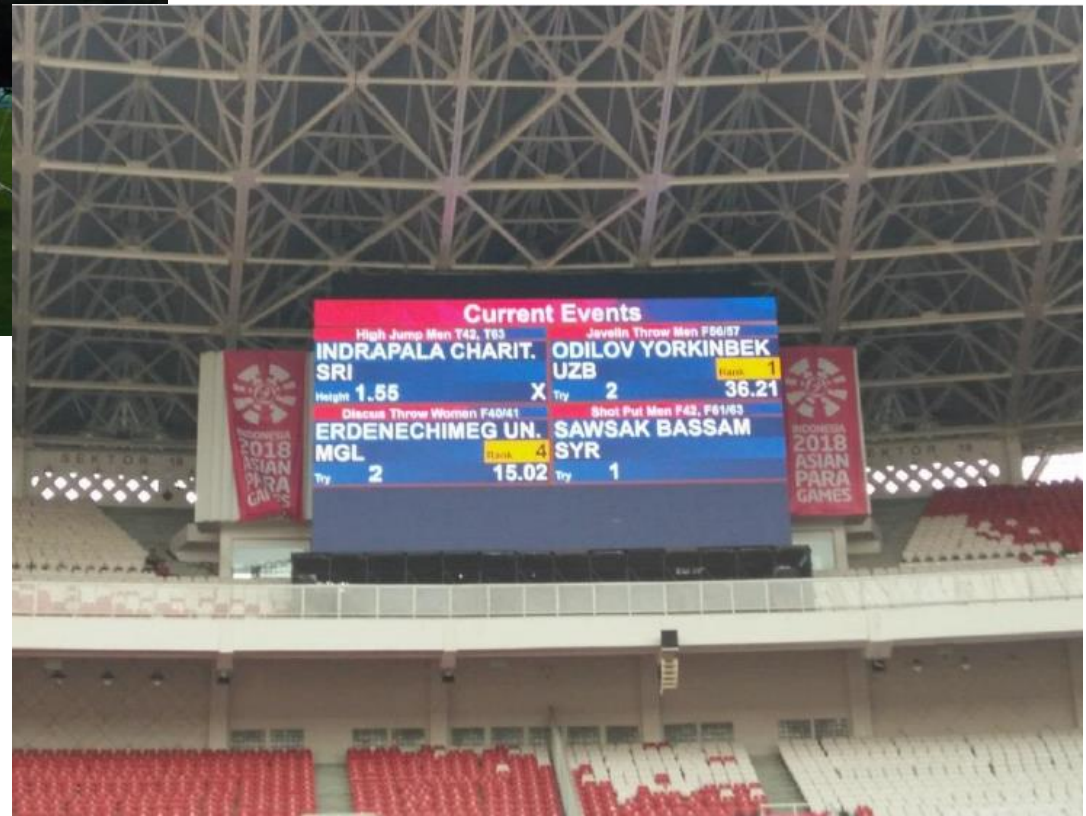 Current Events
High Jump Men T42, T63
INDRAPALA CHARIT.
SRI
Height 1.55 X
Javelin Throw Men F56/57
ODILOV YORKINBEK
UZB Rank 1
Try 2 36.21
Discus Throw Women F40/41
ERDENECHIMEG UN.
MGL Rank 4
Try 2 15.02
Shot Put Men F42, F61/63
SAWSAK BASSAM
SYR
Try 1
INDONESIA
2018
ASIAN
PARA
GAMES
INDONESIA
2018
ASIAN
PARA
GAMES
SEKTOR 18